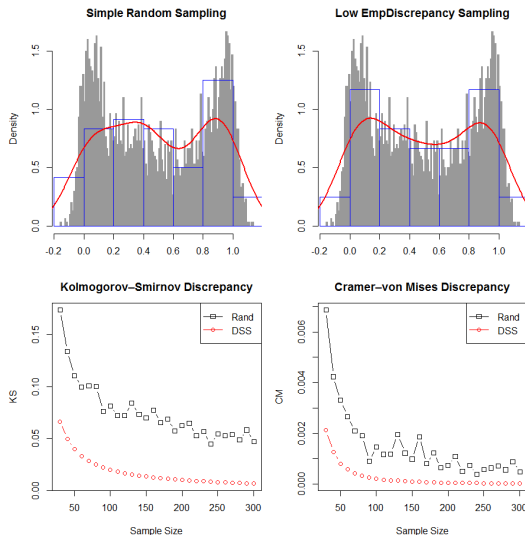 Simple Random Sampling
Density
0.0 0.5 1.0 1.5
-0.2 0.0 0.2 0.4 0.6 0.8 1.0
Low EmpDiscrepancy Sampling
Density
0.0 0.5 1.0 1.5
-0.2 0.0 0.2 0.4 0.6 0.8 1.0
Kolmogorov–Smirnov Discrepancy
Rand
DSS
KS
0.00 0.05 0.10 0.15
50 100 150 200 250 300
Sample Size
Cramer–von Mises Discrepancy
Rand
DSS
CM
0.000 0.002 0.004 0.006
50 100 150 200 250 300
Sample Size